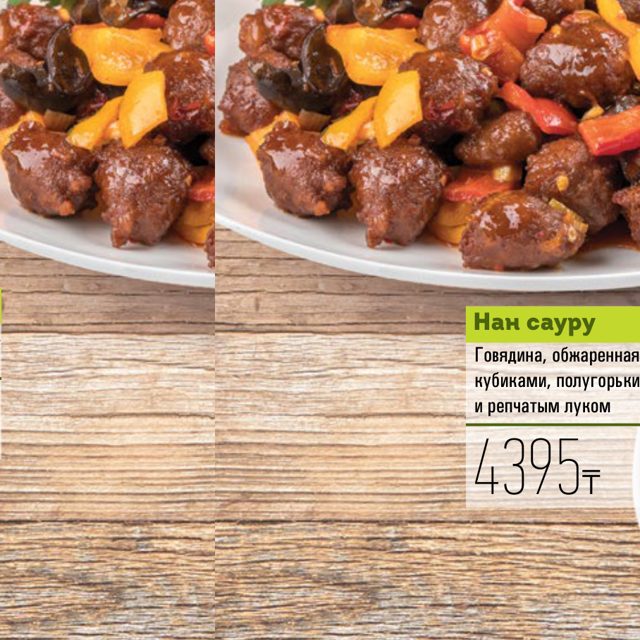 Нан сауру
Говядина, обжаренная
кубиками, полугорьки
и репчатым луком
4395₸